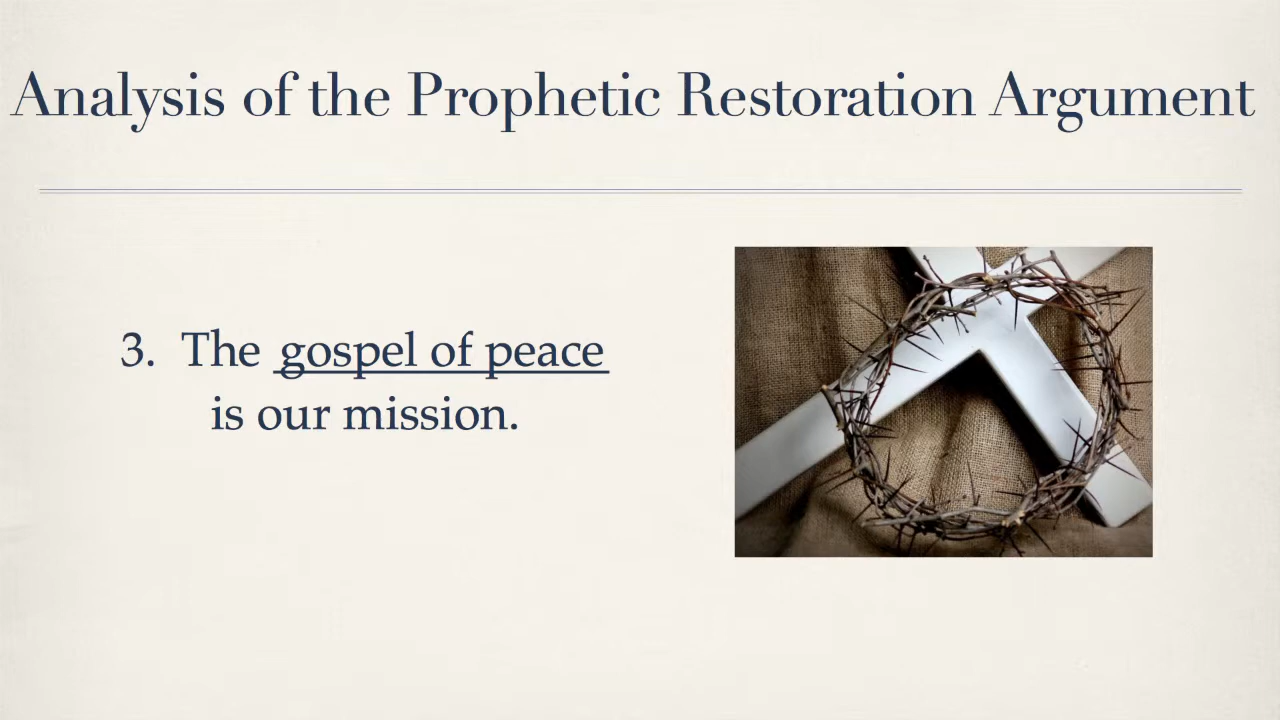 Analysis of the Prophetic Restoration Argument
3. The gospel of peace
is our mission.